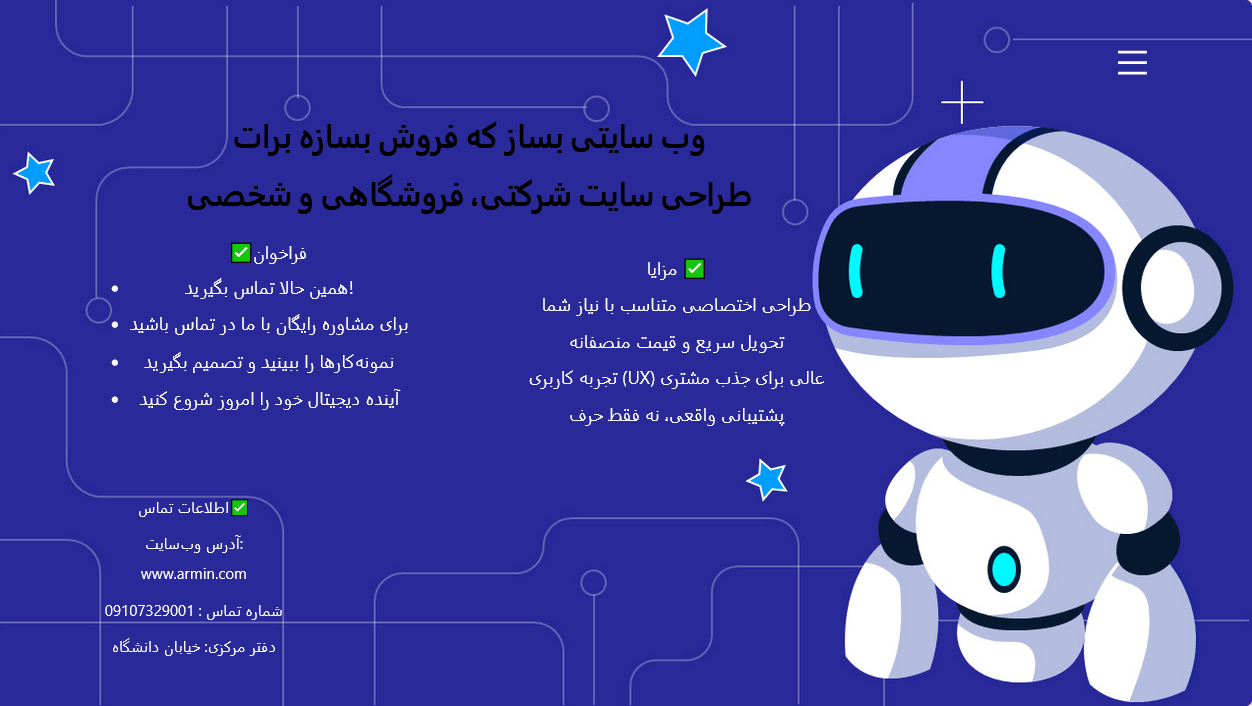 وب سایتی بساز که فروش بسازه برات
طراحی سایت شرکتی، فروشگاهی و شخصی
✅ مزایا
طراحی اختصاصی متناسب با نیاز شما
تحویل سریع و قیمت منصفانه
عالی برای جذب مشتری (UX) تجربه کاربری
پشتیبانی واقعی، نه فقط حرف
فراخوان✅
همین حالا تماس بگیرید!
برای مشاوره رایگان با ما در تماس باشید
نمونه‌کارها را ببینید و تصمیم بگیرید
آینده دیجیتال خود را امروز شروع کنید
✅اطلاعات تماس
آدرس وب‌سایت:
www.armin.com
شماره تماس : 09107329001
دفتر مرکزی: خیابان دانشگاه